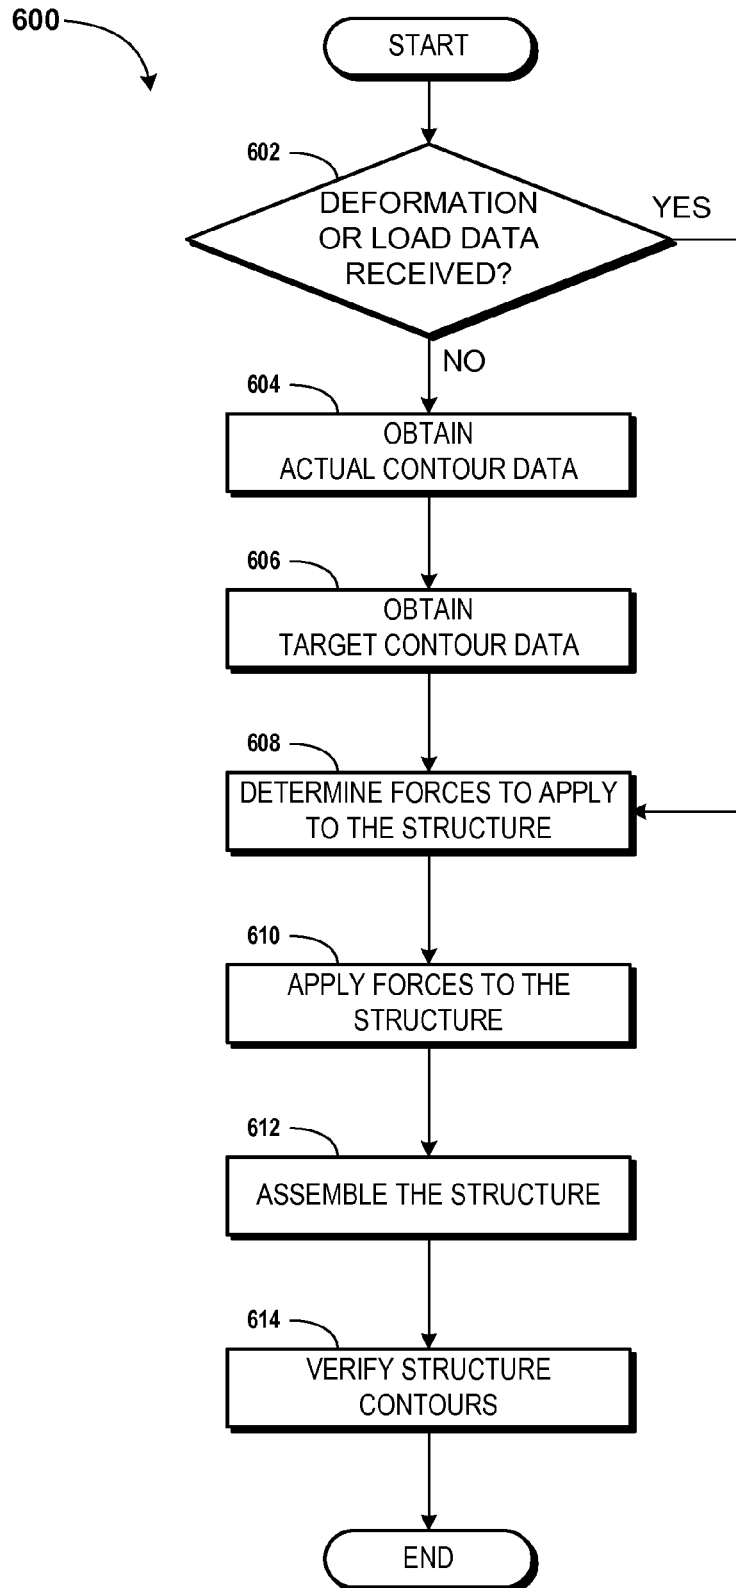 600
START
602
DEFORMATION
OR LOAD DATA
RECEIVED?
YES
NO
604
OBTAIN
ACTUAL CONTOUR DATA
606
OBTAIN
TARGET CONTOUR DATA
608
DETERMINE FORCES TO APPLY
TO THE STRUCTURE
610
APPLY FORCES TO THE
STRUCTURE
612
ASSEMBLE THE STRUCTURE
614
VERIFY STRUCTURE
CONTOURS
END